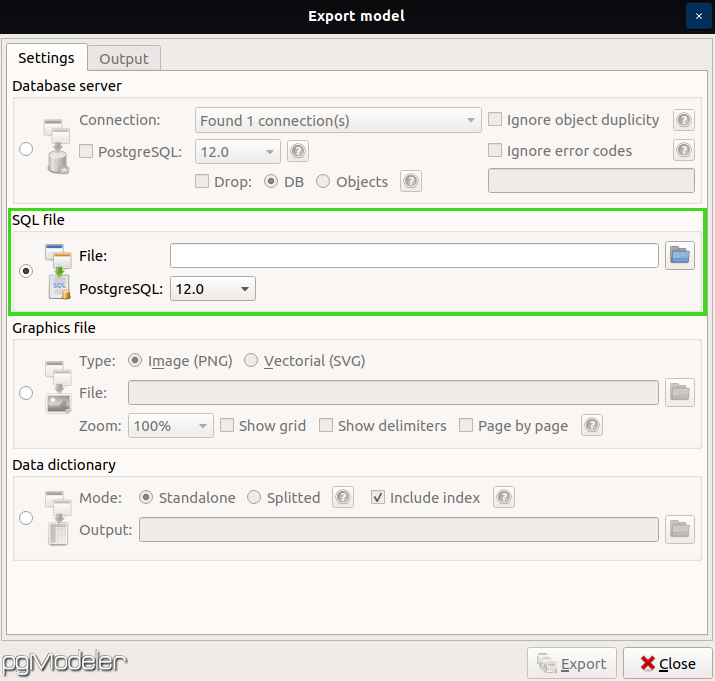 Export model
Settings Output
Database server
Connection: Found 1 connection(s) Ignore object duplicity
PostgreSQL: 12.0 Ignore error codes
Drop: DB Objects
SQL file
File:
SQL
PostgreSQL: 12.0
Graphics file
Type: Image (PNG) Vectorial (SVG)
File:
Zoom: 100% Show grid Show delimiters Page by page
Data dictionary
Mode: Standalone Splitted Include index
Output:
pgModeler Export Close